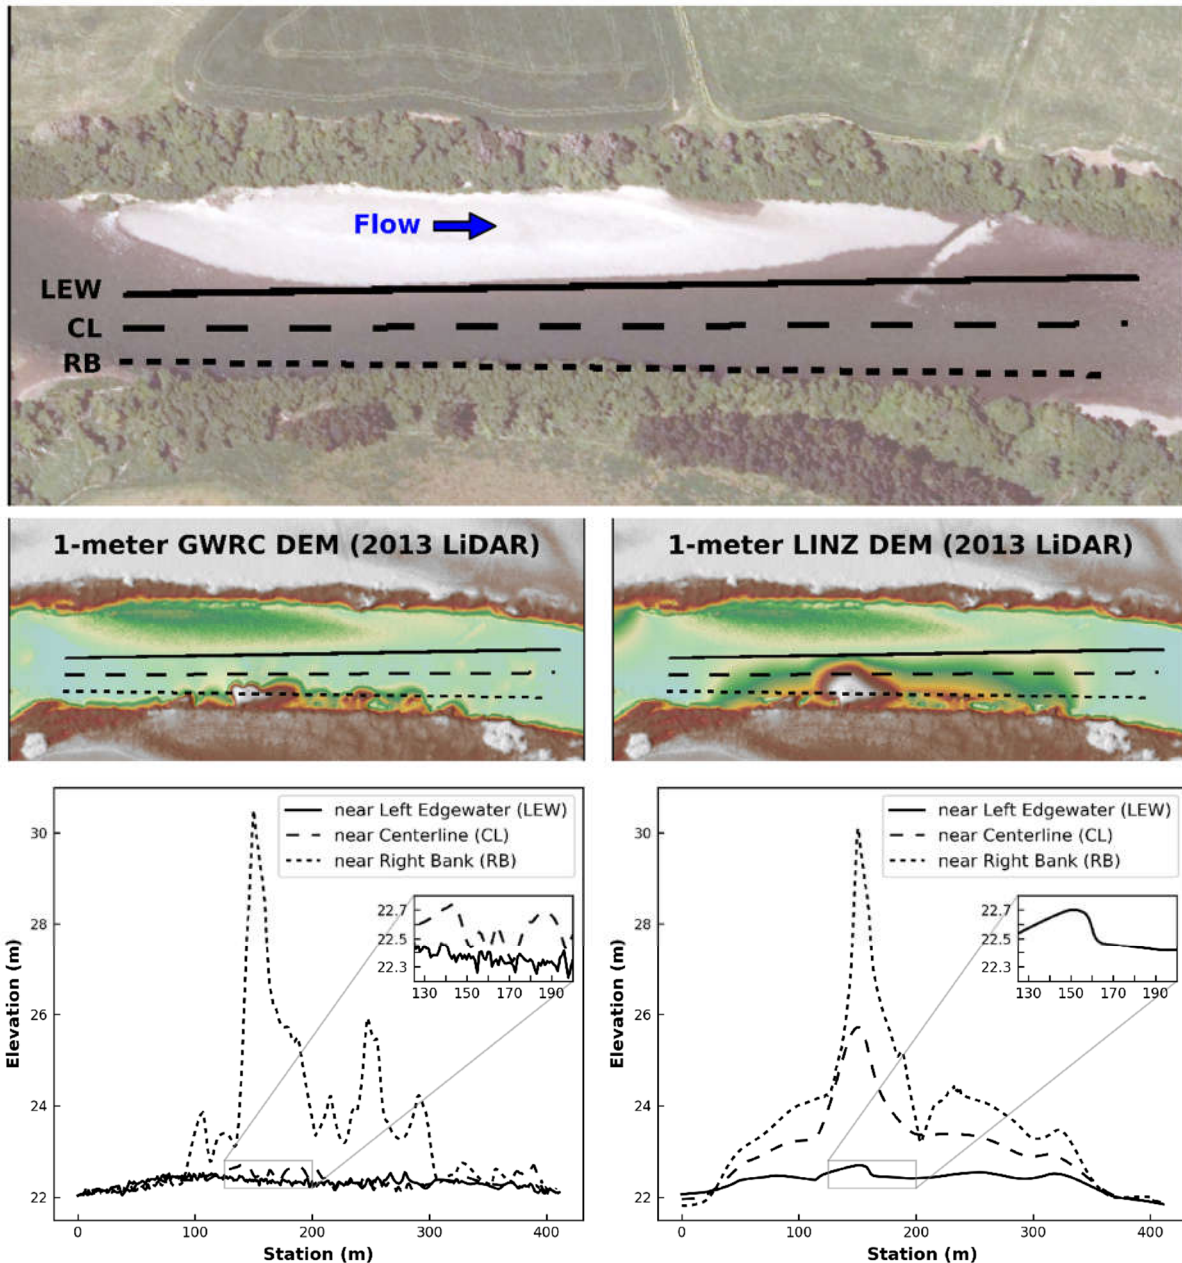 Flow
LEW
CL
RB
1-meter GWRC DEM (2013 LiDAR)
1-meter LINZ DEM (2013 LiDAR)
near Left Edgewater (LEW)
near Centerline (CL)
near Right Bank (RB)
22.7
22.5
22.3
130 150 170 190
30
28
26
24
22
Elevation (m)
0 100 200 300 400
Station (m)
near Left Edgewater (LEW)
near Centerline (CL)
near Right Bank (RB)
22.7
22.5
22.3
130 150 170 190
30
28
26
24
22
Elevation (m)
0 100 200 300 400
Station (m)